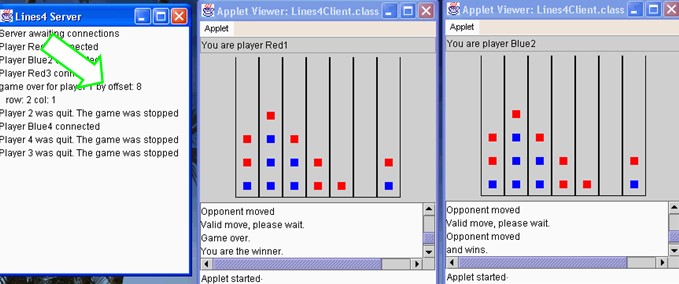 Lines4 Server
Server awaiting connections
Player Re connected
Player Blue2
Player Red3 conn
game over for player 1 by offset: 8
row: 2 col: 1
Player 2 was quit. The game was stopped
Player Blue4 connected
Player 4 was quit. The game was stopped
Player 3 was quit. The game was stopped
Applet Viewer: Lines4Client.class
Applet
You are player Red1
Opponent moved
Valid move, please wait.
Game over.
You are the winner.
Applet started.
Applet Viewer: Lines4Client.class
Applet
You are player Blue2
Opponent moved
Valid move, please wait.
Opponent moved
and wins.
Applet started.